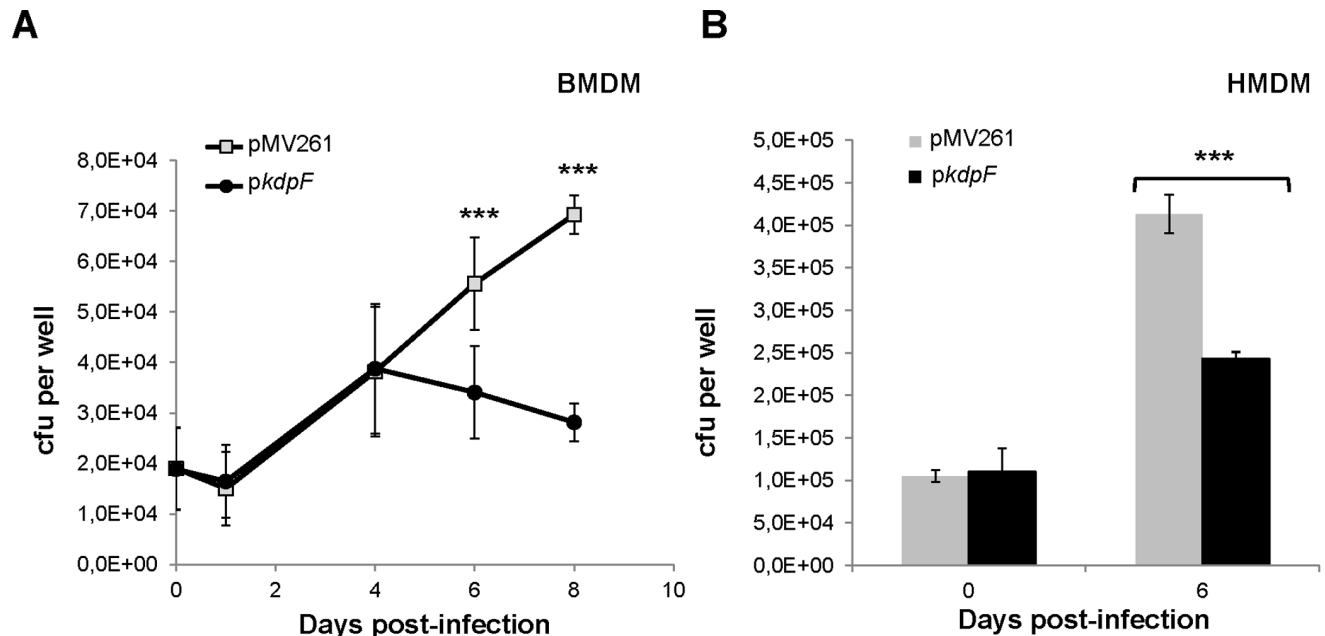 A
BMDM
pMV261
pkdpF
8,0E+04
7,0E+04
6,0E+04
5,0E+04
4,0E+04
3,0E+04
2,0E+04
1,0E+04
0,0E+00
cfu per well
***
***
0 2 4 6 8 10
Days post-infection
B
HMDM
pMV261
pkdpF
5,0E+05
4,5E+05
4,0E+05
3,5E+05
3,0E+05
2,5E+05
2,0E+05
1,5E+05
1,0E+05
5,0E+04
0,0E+00
cfu per well
***
0 6
Days post-infection